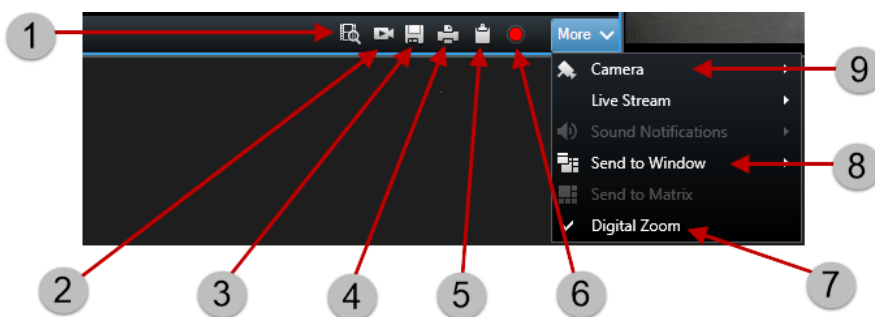 1
More
Camera
9
Live Stream
Sound Notifications
Send to Window
8
Send to Matrix
Digital Zoom
2
3
4
5
6
7